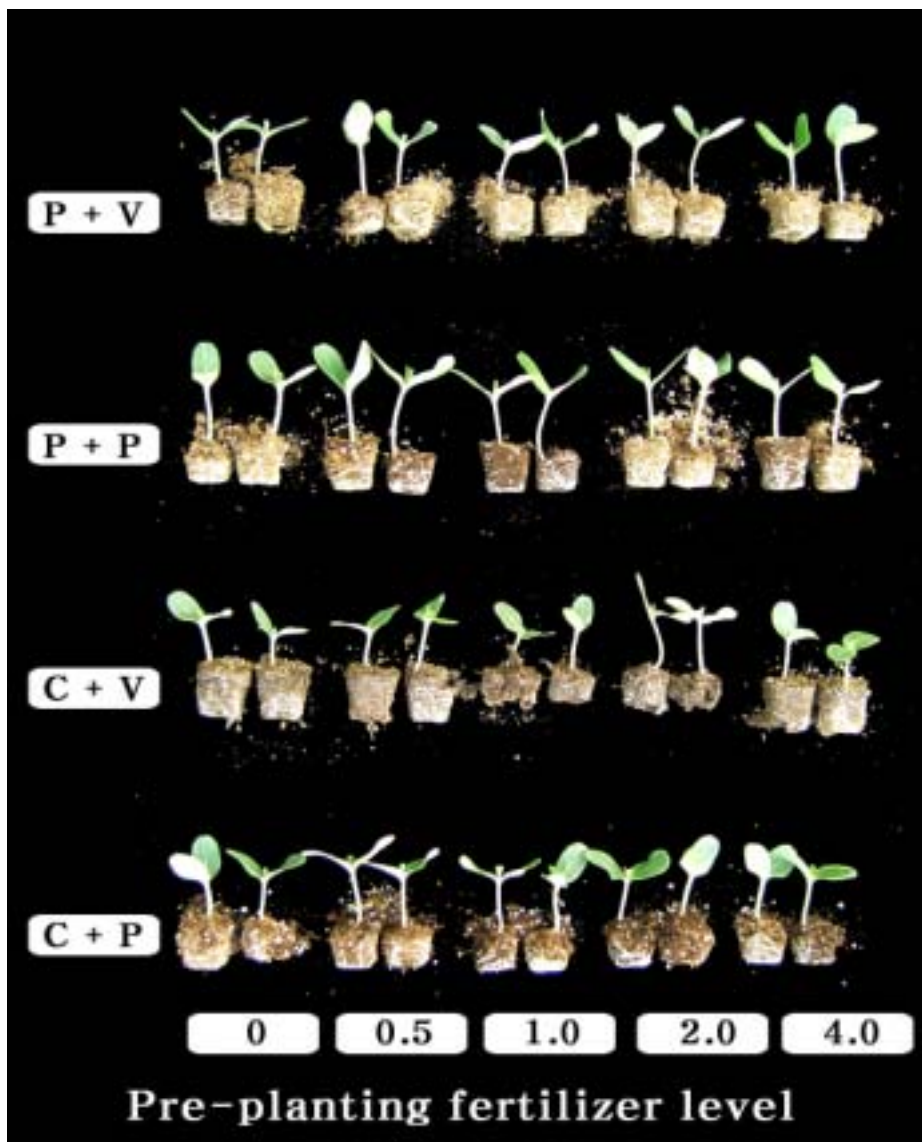 P + V
P + P
C + V
C + P
0 0.5 1.0 2.0 4.0
Pre-planting fertilizer level